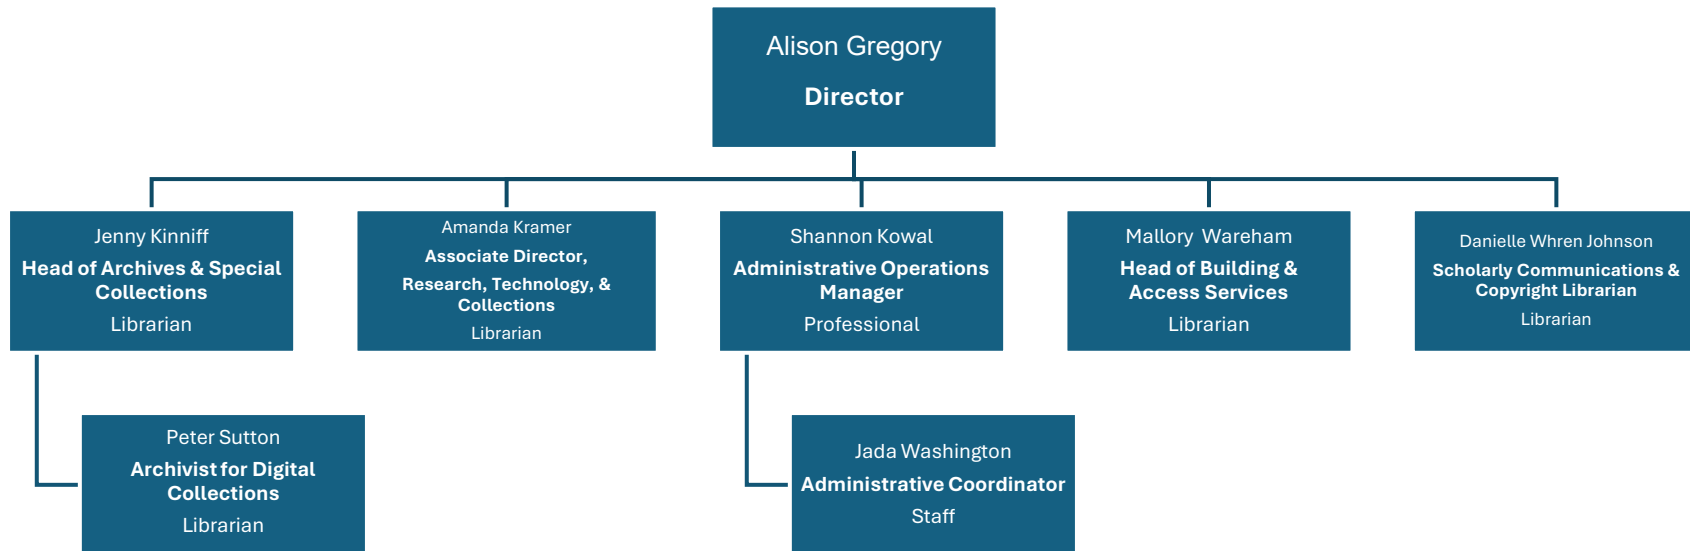 Alison Gregory
Director
Jenny Kinniff
Head of Archives & Special
Collections
Librarian
Amanda Kramer
Associate Director,
Research, Technology, &
Collections
Librarian
Shannon Kowal
Administrative Operations
Manager
Professional
Mallory Wareham
Head of Building &
Access Services
Librarian
Danielle Whren Johnson
Scholarly Communications &
Copyright Librarian
Librarian
Peter Sutton
Archivist for Digital
Collections
Librarian
Jada Washington
Administrative Coordinator
Staff